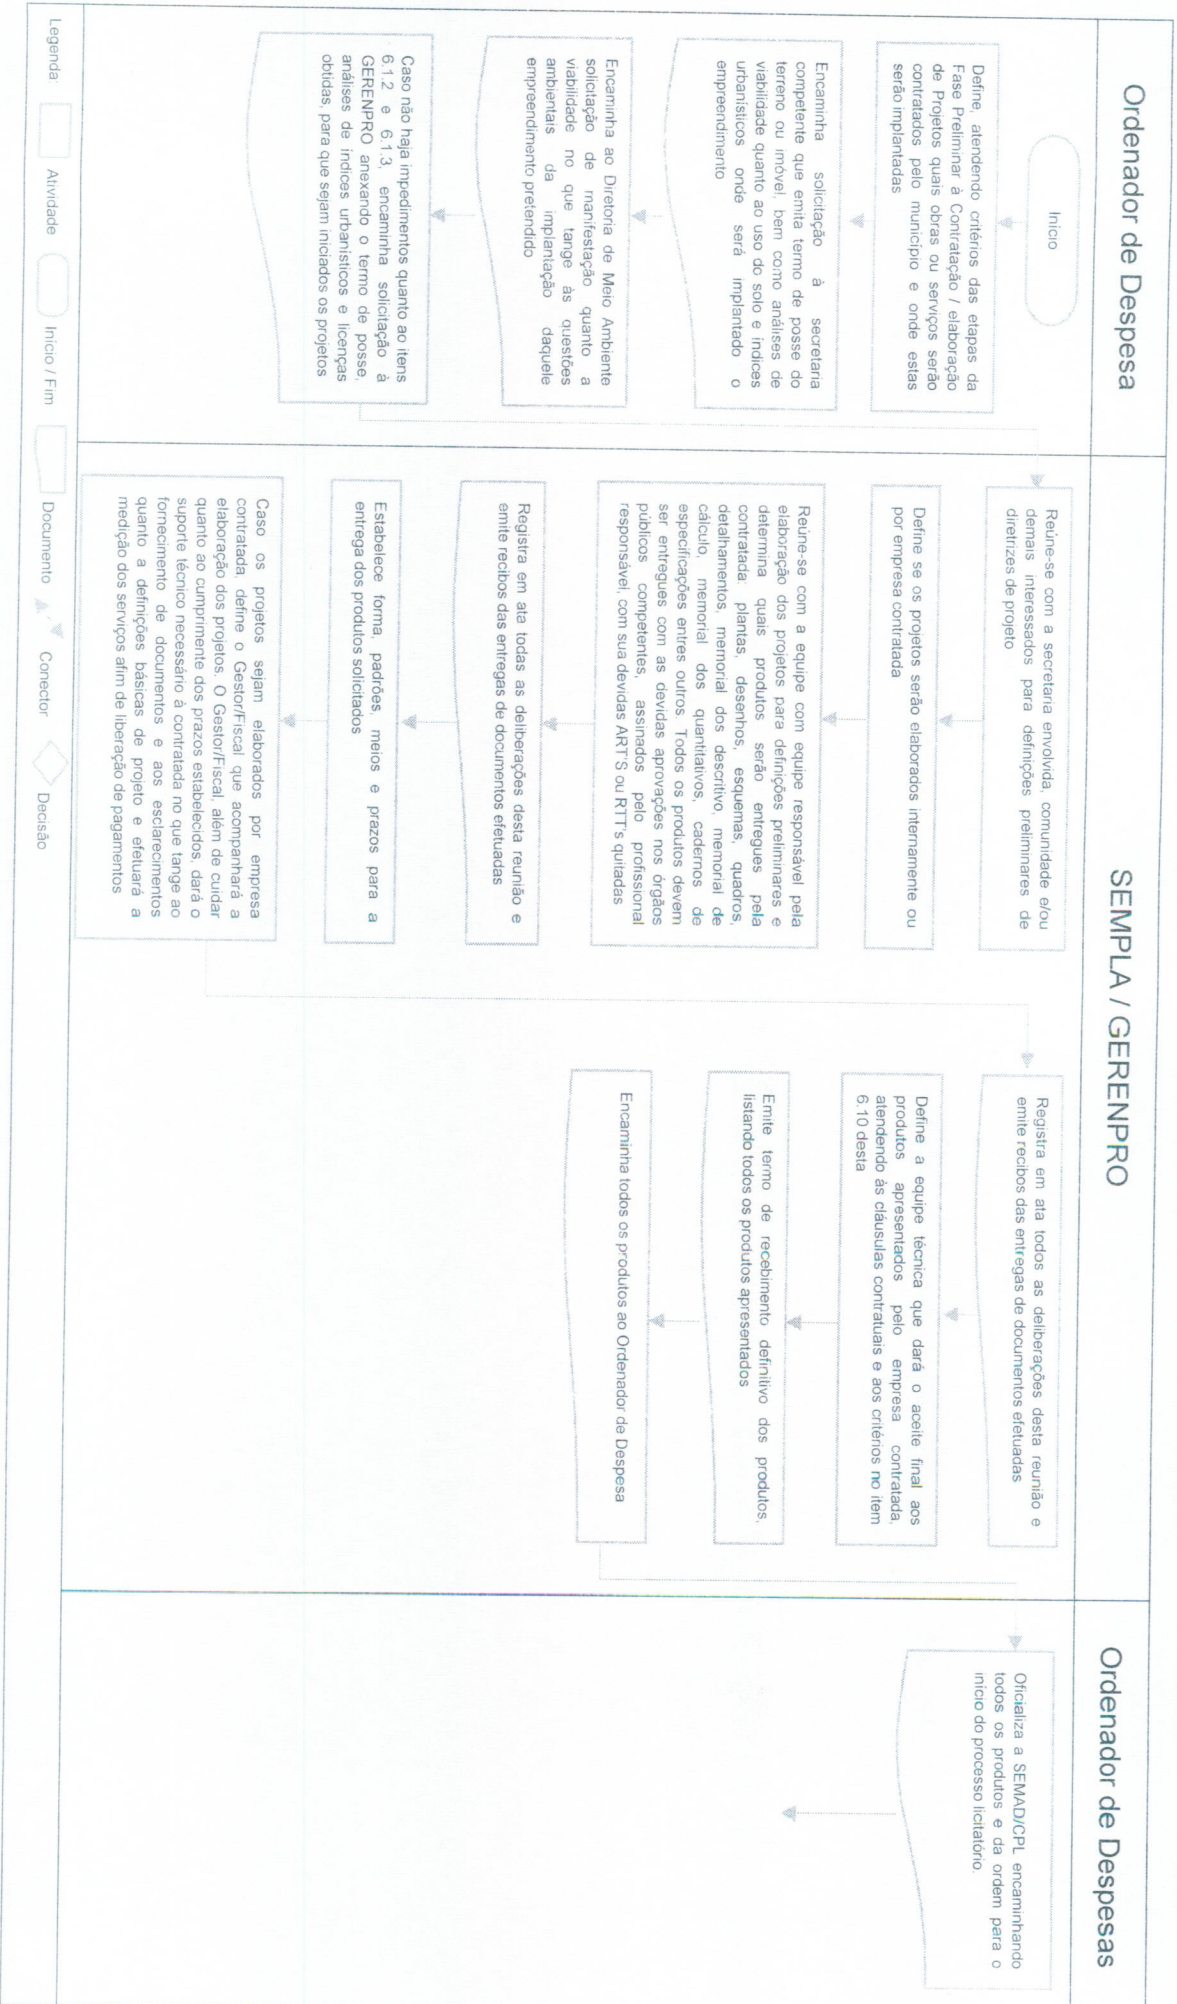 Ordenador de Despesa
Início
Define, atendendo critérios das etapas da
Fase Preliminar à Contratação / elaboração
de Projetos quais obras ou serviços serão
contratados pelo município e onde estas
serão implantadas
Encaminha solicitação à secretaria
competente que emita termo de posse do
terreno ou imóvel, bem como análises de
viabilidade quanto ao uso do solo e índices
urbanísticos onde será implantado o
empreendimento
Encaminha ao Diretoria de Meio Ambiente
solicitação de manifestação quanto a
viabilidade no que tange às questões
ambientais da implantação daquele
empreendimento pretendido
Caso não haja impedimentos quanto ao itens
6.1.2 e 6.1.3, encaminha solicitação à
GERENPRO anexando o termo de posse,
análises de índices urbanísticos e licenças
obtidas, para que sejam iniciados os projetos
SEMPLA / GERENPRO
Reúne-se com a secretaria envolvida, comunidade e/ou
demais interessados para definições preliminares de
diretrizes de projeto
Define se os projetos serão elaborados internamente ou
por empresa contratada
Reúne-se com a equipe com equipe responsável pela
elaboração dos projetos para definições preliminares e
determina quais produtos serão entregues pela
contratada: plantas, desenhos, esquemas, quadros,
detalhamentos, memorial dos descritivo, memorial de
cálculo, memorial dos quantitativos, cadernos de
especificações entres outros. Todos os produtos devem
ser entregues com as devidas aprovações nos órgãos
públicos competentes, assinados pelo profissional
responsável, com sua devidas ART'S ou RTT's quitadas
Registra em ata todas as deliberações desta reunião e
emite recibos das entregas de documentos efetuadas
Estabelece forma, padrões, meios e prazos para a
entrega dos produtos solicitados
Caso os projetos sejam elaborados por empresa
contratada, define o Gestor/Fiscal que acompanhará a
elaboração dos projetos. O Gestor/Fiscal, além de cuidar
quanto ao cumprimente dos prazos estabelecidos, dará o
suporte técnico necessário à contratada no que tange ao
fornecimento de documentos e aos esclarecimentos
quanto a definições básicas de projeto e efetuará a
medição dos serviços afim de liberação de pagamentos
Registra em ata todos as deliberações desta reunião e
emite recibos das entregas de documentos efetuadas
Define a equipe técnica que dará o aceite final aos
produtos apresentados pelo empresa contratada,
atendendo às cláusulas contratuais e aos critérios no item
6.10 desta
Emite termo de recebimento definitivo dos produtos,
listando todos os produtos apresentados
Encaminha todos os produtos ao Ordenador de Despesa
Ordenador de Despesas
Oficializa a SEMAD/CPL encaminhando
todos os produtos e da ordem para o
início do processo licitatório.
Legenda
Atividade
Início / Fim
Documento
Conector
Decisão